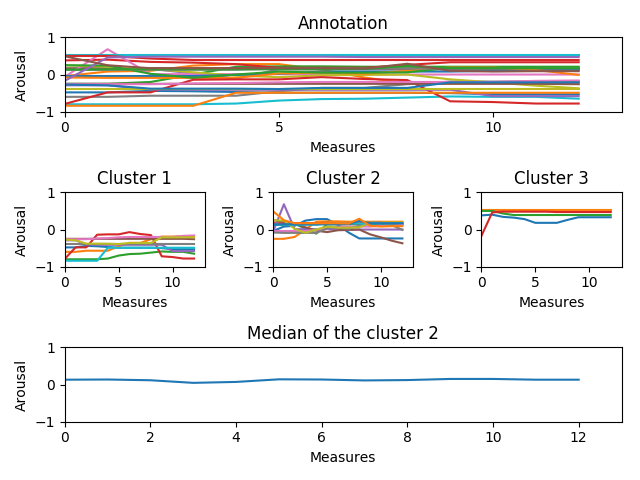 Annotation
Arousal
1
0
−1
0 5 10
Measures
Cluster 1 Cluster 2 Cluster 3
Arousal Arousal Arousal
1 1 1
0 0 0
−1 −1 −1
0 5 10 0 5 10 0 5 10
Measures Measures Measures
Median of the cluster 2
Arousal
1
0
−1
0 2 4 6 8 10 12
Measures